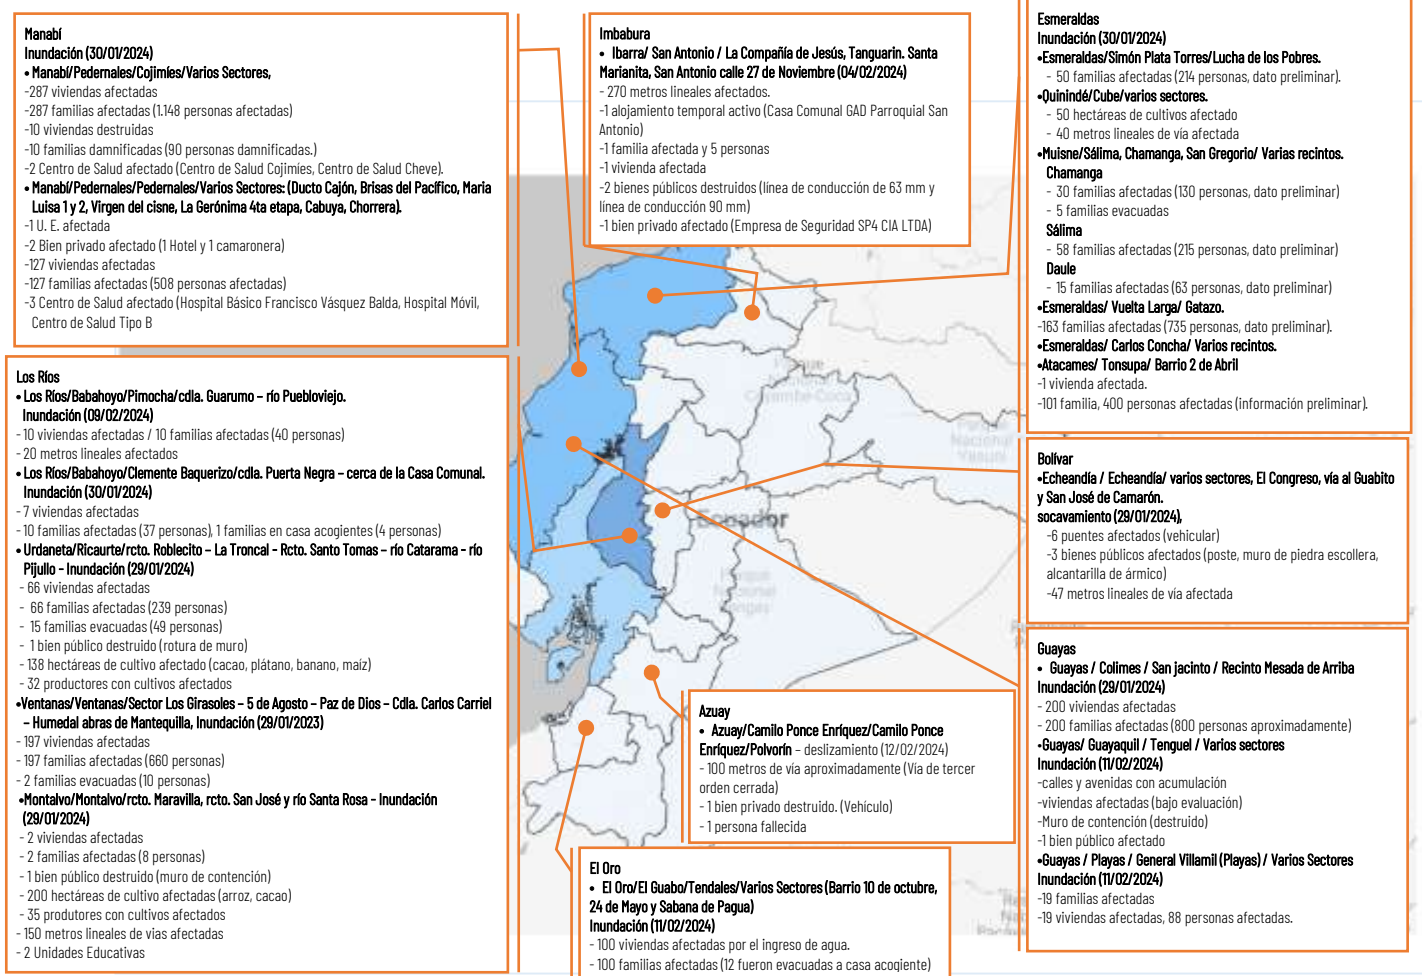 Manabí
Inundación (30/01/2024)
• Manabí/Pedernales/Cojimíes/Varios Sectores,
-287 viviendas afectadas
-287 familias afectadas (1.148 personas afectadas)
-10 viviendas destruidas
-10 familias damnificadas (90 personas damnificadas.)
-2 Centro de Salud afectado (Centro de Salud Cojimíes, Centro de Salud Cheve).
• Manabí/Pedernales/Pedernales/Varios Sectores: (Ducto Cajón, Brisas del Pacífico, Maria
Luisa 1 y 2, Virgen del cisne, La Gerónima 4ta etapa, Cabuya, Chorrera).
-1 U. E. afectada
-2 Bien privado afectado (1 Hotel y 1 camaronera)
-127 viviendas afectadas
-127 familias afectadas (508 personas afectadas)
-3 Centro de Salud afectado (Hospital Básico Francisco Vásquez Balda, Hospital Móvil,
Centro de Salud Tipo B
Los Ríos
• Los Ríos/Babahoyo/Pimocha/cdla. Guarumo – río Puebloviejo.
Inundación (09/02/2024)
- 10 viviendas afectadas / 10 familias afectadas (40 personas)
- 20 metros lineales afectados
• Los Ríos/Babahoyo/Clemente Baquerizo/cdla. Puerta Negra – cerca de la Casa Comunal.
Inundación (30/01/2024)
- 7 viviendas afectadas
- 10 familias afectadas (37 personas), 1 familias en casa acogientes (4 personas)
• Urdaneta/Ricaurte/rcto. Roblecito – La Troncal - Rcto. Santo Tomas – río Catarama - río
Pijullo - Inundación (29/01/2024)
- 66 viviendas afectadas
- 66 familias afectadas (239 personas)
- 15 familias evacuadas (49 personas)
- 1 bien público destruido (rotura de muro)
- 138 hectáreas de cultivo afectado (cacao, plátano, banano, maíz)
- 32 productores con cultivos afectados
•Ventanas/Ventanas/Sector Los Girasoles – 5 de Agosto – Paz de Dios – Cdla. Carlos Carriel
– Humedal abras de Mantequilla, Inundación (29/01/2023)
- 197 viviendas afectadas
- 197 familias afectadas (660 personas)
- 2 familias evacuadas (10 personas)
•Montalvo/Montalvo/rcto. Maravilla, rcto. San José y río Santa Rosa - Inundación
(29/01/2024)
- 2 viviendas afectadas
- 2 familias afectadas (8 personas)
- 1 bien público destruido (muro de contención)
- 200 hectáreas de cultivo afectadas (arroz, cacao)
- 35 produtores con cultivos afectados
- 150 metros lineales de vias afectadas
- 2 Unidades Educativas
Imbabura
• Ibarra/ San Antonio / La Compañía de Jesús, Tanguarin. Santa
Marianita, San Antonio calle 27 de Noviembre (04/02/2024)
- 270 metros lineales afectados.
-1 alojamiento temporal activo (Casa Comunal GAD Parroquial San
Antonio)
-1 familia afectada y 5 personas
-1 vivienda afectada
-2 bienes públicos destruidos (línea de conducción de 63 mm y
línea de conducción 90 mm)
-1 bien privado afectado (Empresa de Seguridad SP4 CIA LTDA)
Parque
Nacional
Cayambe-Coca
Parque
Nacional
Yasuni
Ecuador
Parque
Nacional
Sangay
Azuay
• Azuay/Camilo Ponce Enríquez/Camilo Ponce
Enríquez/Polvorín – deslizamiento (12/02/2024)
- 100 metros de vía aproximadamente (Vía de tercer
orden cerrada)
- 1 bien privado destruido. (Vehículo)
- 1 persona fallecida
El Oro
• El Oro/El Guabo/Tendales/Varios Sectores (Barrio 10 de octubre,
24 de Mayo y Sabana de Pagua)
Inundación (11/02/2024)
- 100 viviendas afectadas por el ingreso de agua.
- 100 familias afectadas (12 fueron evacuadas a casa acogiente)
Esmeraldas
Inundación (30/01/2024)
•Esmeraldas/Simón Plata Torres/Lucha de los Pobres.
- 50 familias afectadas (214 personas, dato preliminar).
•Quinindé/Cube/varios sectores.
- 50 hectáreas de cultivos afectado
- 40 metros lineales de vía afectada
•Muisne/Sálima, Chamanga, San Gregorio/ Varias recintos.
Chamanga
- 30 familias afectadas (130 personas, dato preliminar)
- 5 familias evacuadas
Sálima
- 58 familias afectadas (215 personas, dato preliminar)
Daule
- 15 familias afectadas (63 personas, dato preliminar)
•Esmeraldas/ Vuelta Larga/ Gatazo.
-163 familias afectadas (735 personas, dato preliminar).
•Esmeraldas/ Carlos Concha/ Varios recintos.
•Atacames/ Tonsupa/ Barrio 2 de Abril
-1 vivienda afectada.
-101 familia, 400 personas afectadas (información preliminar).
Bolívar
•Echeandía / Echeandía/ varios sectores, El Congreso, vía al Guabito
y San José de Camarón.
socavamiento (29/01/2024),
-6 puentes afectados (vehicular)
-3 bienes públicos afectados (poste, muro de piedra escollera,
alcantarilla de ármico)
-47 metros lineales de vía afectada
Guayas
• Guayas / Colimes / San jacinto / Recinto Mesada de Arriba
Inundación (29/01/2024)
- 200 viviendas afectadas
- 200 familias afectadas (800 personas aproximadamente)
•Guayas/ Guayaquil / Tenguel / Varios sectores
Inundación (11/02/2024)
-calles y avenidas con acumulación
-viviendas afectadas (bajo evaluación)
-Muro de contención (destruido)
-1 bien público afectado
•Guayas / Playas / General Villamil (Playas) / Varios Sectores
Inundación (11/02/2024)
-19 familias afectadas
-19 viviendas afectadas, 88 personas afectadas.